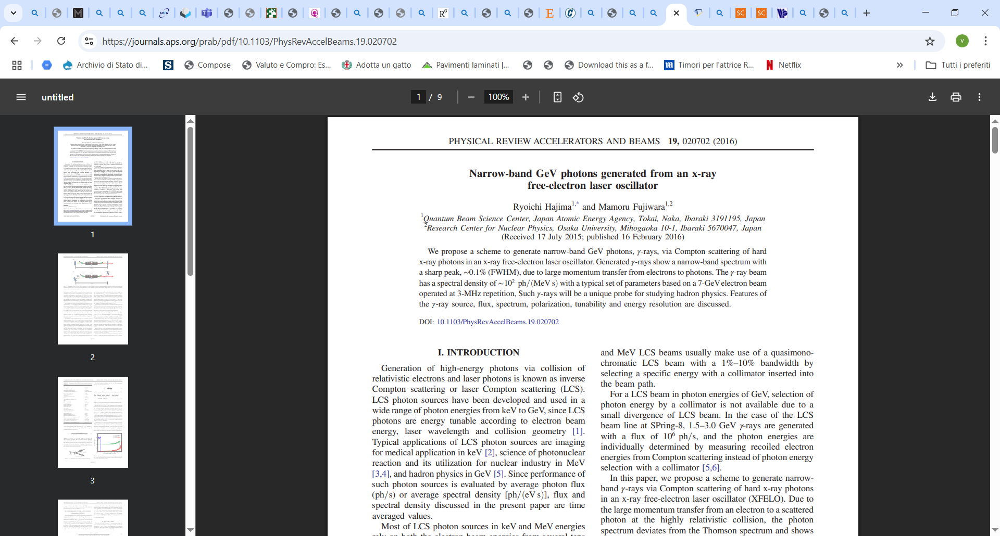 https://journals.aps.org/prab/pdf/10.1103/PhysRevAccelBeams.19.020702
Archivio di Stato di...
Compose
Valuto e Compro: Es...
Adotta un gatto
Pavimenti laminati |...
Download this as a f...
Timori per l'attrice R...
Netflix
Tutti i preferiti
untitled
1 / 9
100%
1
2
3
PHYSICAL REVIEW ACCELERATORS AND BEAMS 19, 020702 (2016)
Narrow-band GeV photons generated from an x-ray
free-electron laser oscillator
Ryoichi Hajima1,* and Mamoru Fujiwara1,2
1Quantum Beam Science Center, Japan Atomic Energy Agency, Tokai, Naka, Ibaraki 3191195, Japan
2Research Center for Nuclear Physics, Osaka University, Mihogaoka 10-1, Ibaraki 5670047, Japan
(Received 17 July 2015; published 16 February 2016)
We propose a scheme to generate narrow-band GeV photons, γ-rays, via Compton scattering of hard
x-ray photons in an x-ray free-electron laser oscillator. Generated γ-rays show a narrow-band spectrum with
a sharp peak, ∼0.1% (FWHM), due to large momentum transfer from electrons to photons. The γ-ray beam
has a spectral density of ∼10² ph/(MeV s) with a typical set of parameters based on a 7-GeV electron beam
operated at 3-MHz repetition, Such γ-rays will be a unique probe for studying hadron physics. Features of
the γ-ray source, flux, spectrum, polarization, tunability and energy resolution are discussed.
DOI: 10.1103/PhysRevAccelBeams.19.020702
I. INTRODUCTION
Generation of high-energy photons via collision of
relativistic electrons and laser photons is known as inverse
Compton scattering or laser Compton scattering (LCS).
LCS photon sources have been developed and used in a
wide range of photon energies from keV to GeV, since LCS
photons are energy tunable according to electron beam
energy, laser wavelength and collision geometry [1].
Typical applications of LCS photon sources are imaging
for medical application in keV [2], science of photonuclear
reaction and its utilization for nuclear industry in MeV
[3,4], and hadron physics in GeV [5]. Since performance of
such photon sources is evaluated by average photon flux
(ph/s) or average spectral density [ph/(eV s)], flux and
spectral density discussed in the present paper are time
averaged values.
Most of LCS photon sources in keV and MeV energies
rely on both the electron beam energies from several tens
and MeV LCS beams usually make use of a quasimono-
chromatic LCS beam with a 1%–10% bandwidth by
selecting a specific energy with a collimator inserted into
the beam path.
For a LCS beam in photon energies of GeV, selection of
photon energy by a collimator is not available due to a
small divergence of LCS beam. In the case of the LCS
beam line at SPring-8, 1.5–3.0 GeV γ-rays are generated
with a flux of 10⁶ ph/s, and the photon energies are
individually determined by measuring recoiled electron
energies from Compton scattering instead of photon energy
selection with a collimator [5,6].
In this paper, we propose a scheme to generate narrow-
band γ-rays via Compton scattering of hard x-ray photons
in an x-ray free-electron laser oscillator (XFELO). Due to
the large momentum transfer from an electron to a scattered
photon at the highly relativistic collision, the photon
spectrum deviates from the Thomson spectrum and shows